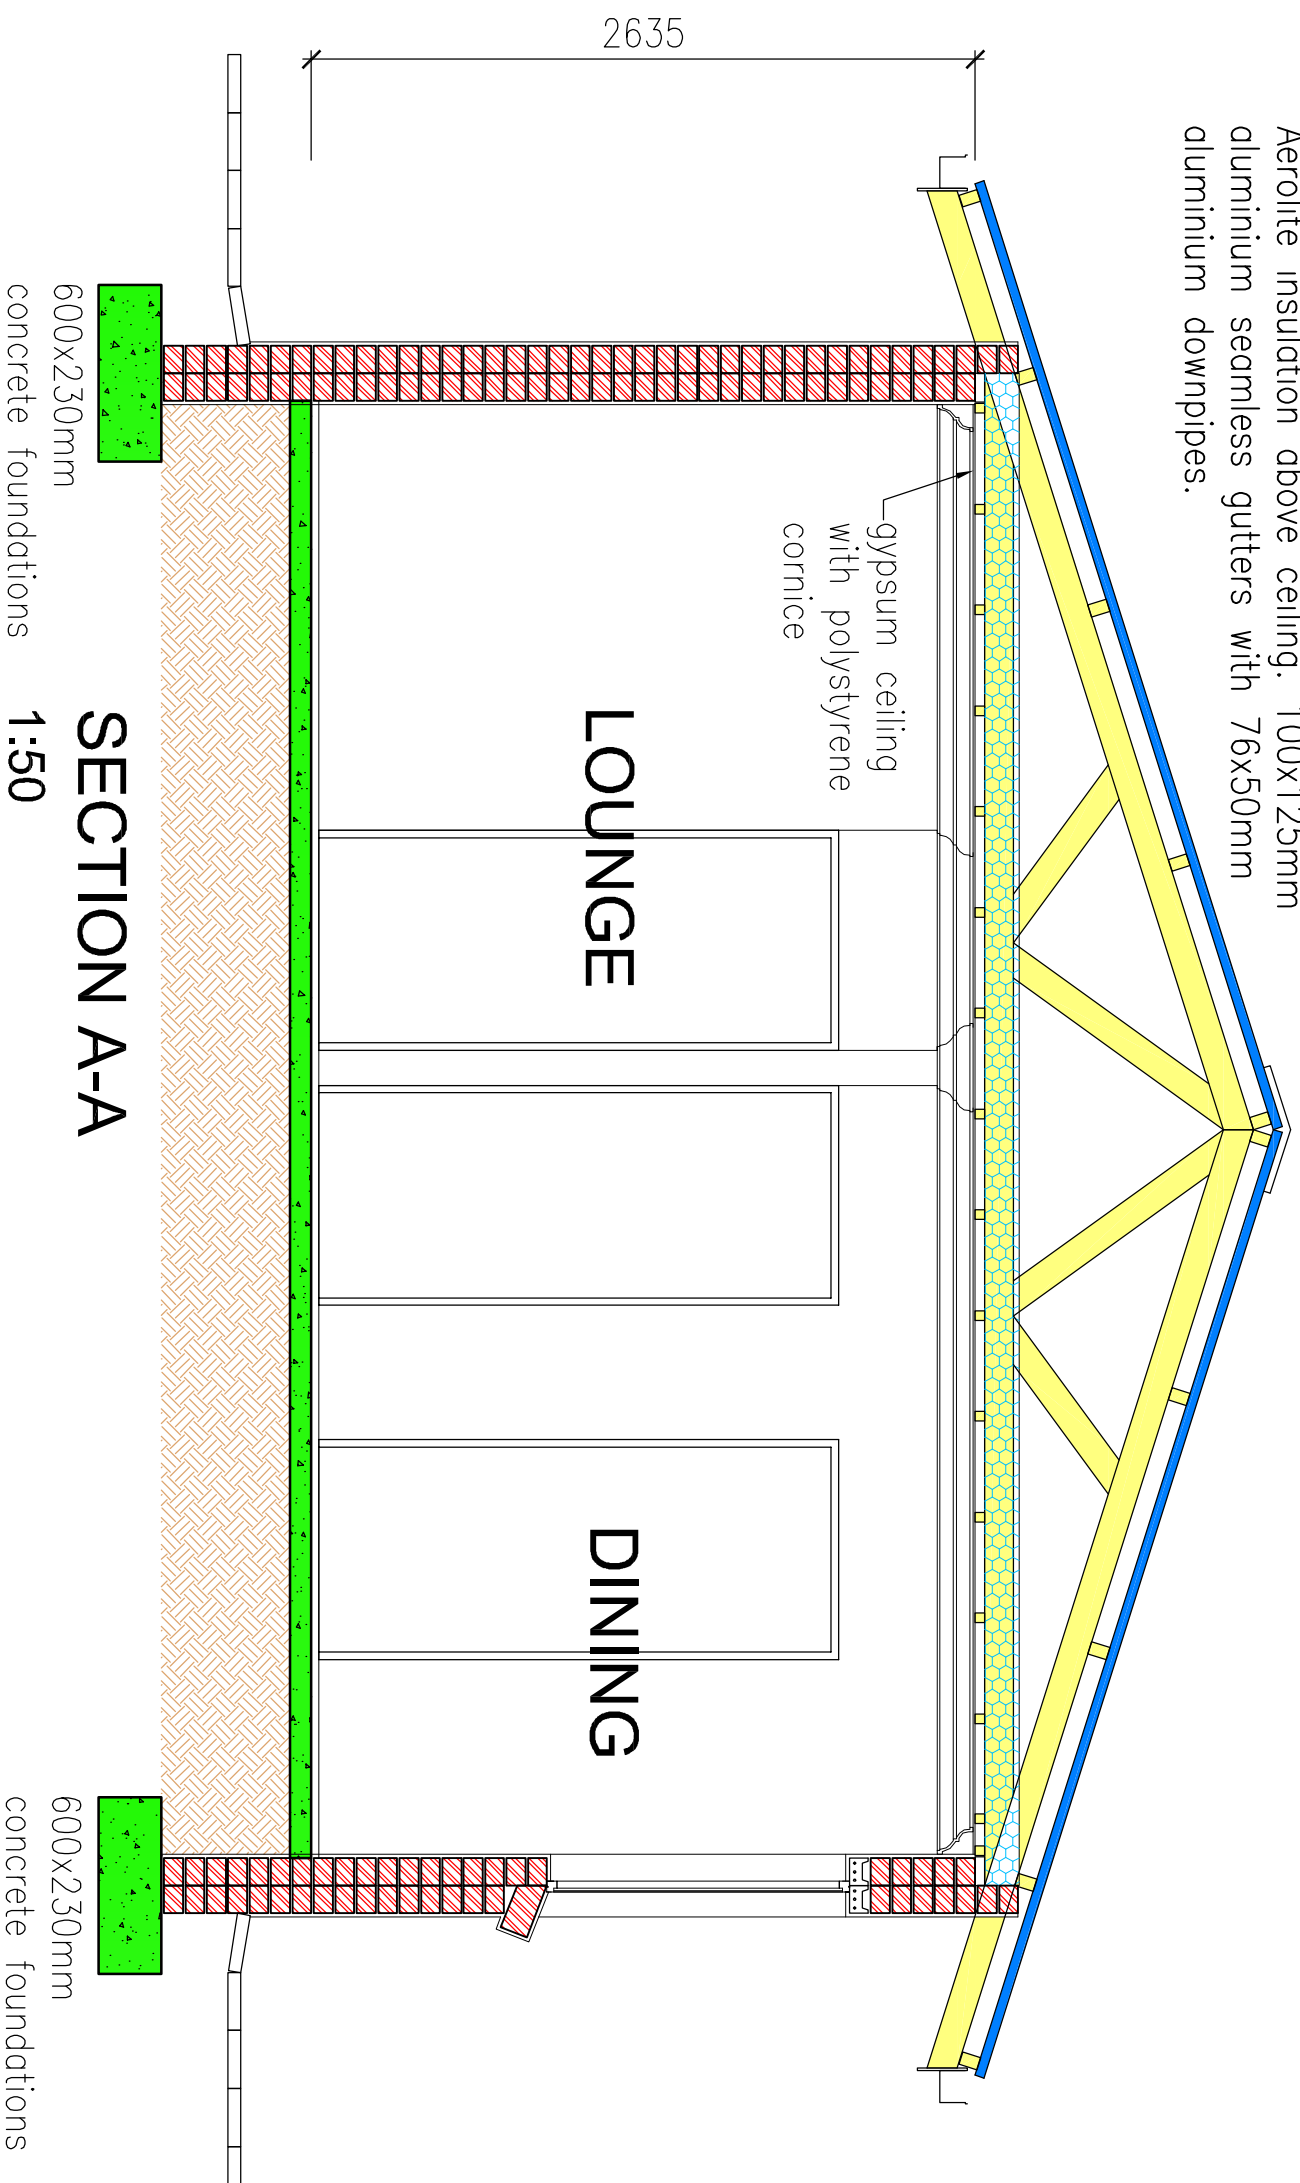 Aerolite insulation above ceiling. 100x125mm
aluminium seamless gutters with 76x50mm
aluminium downpipes.
2635
gypsum ceiling
with polystyrene
cornice
LOUNGE
DINING
600x230mm
concrete foundations
600x230mm
concrete foundations
SECTION A-A
1:50